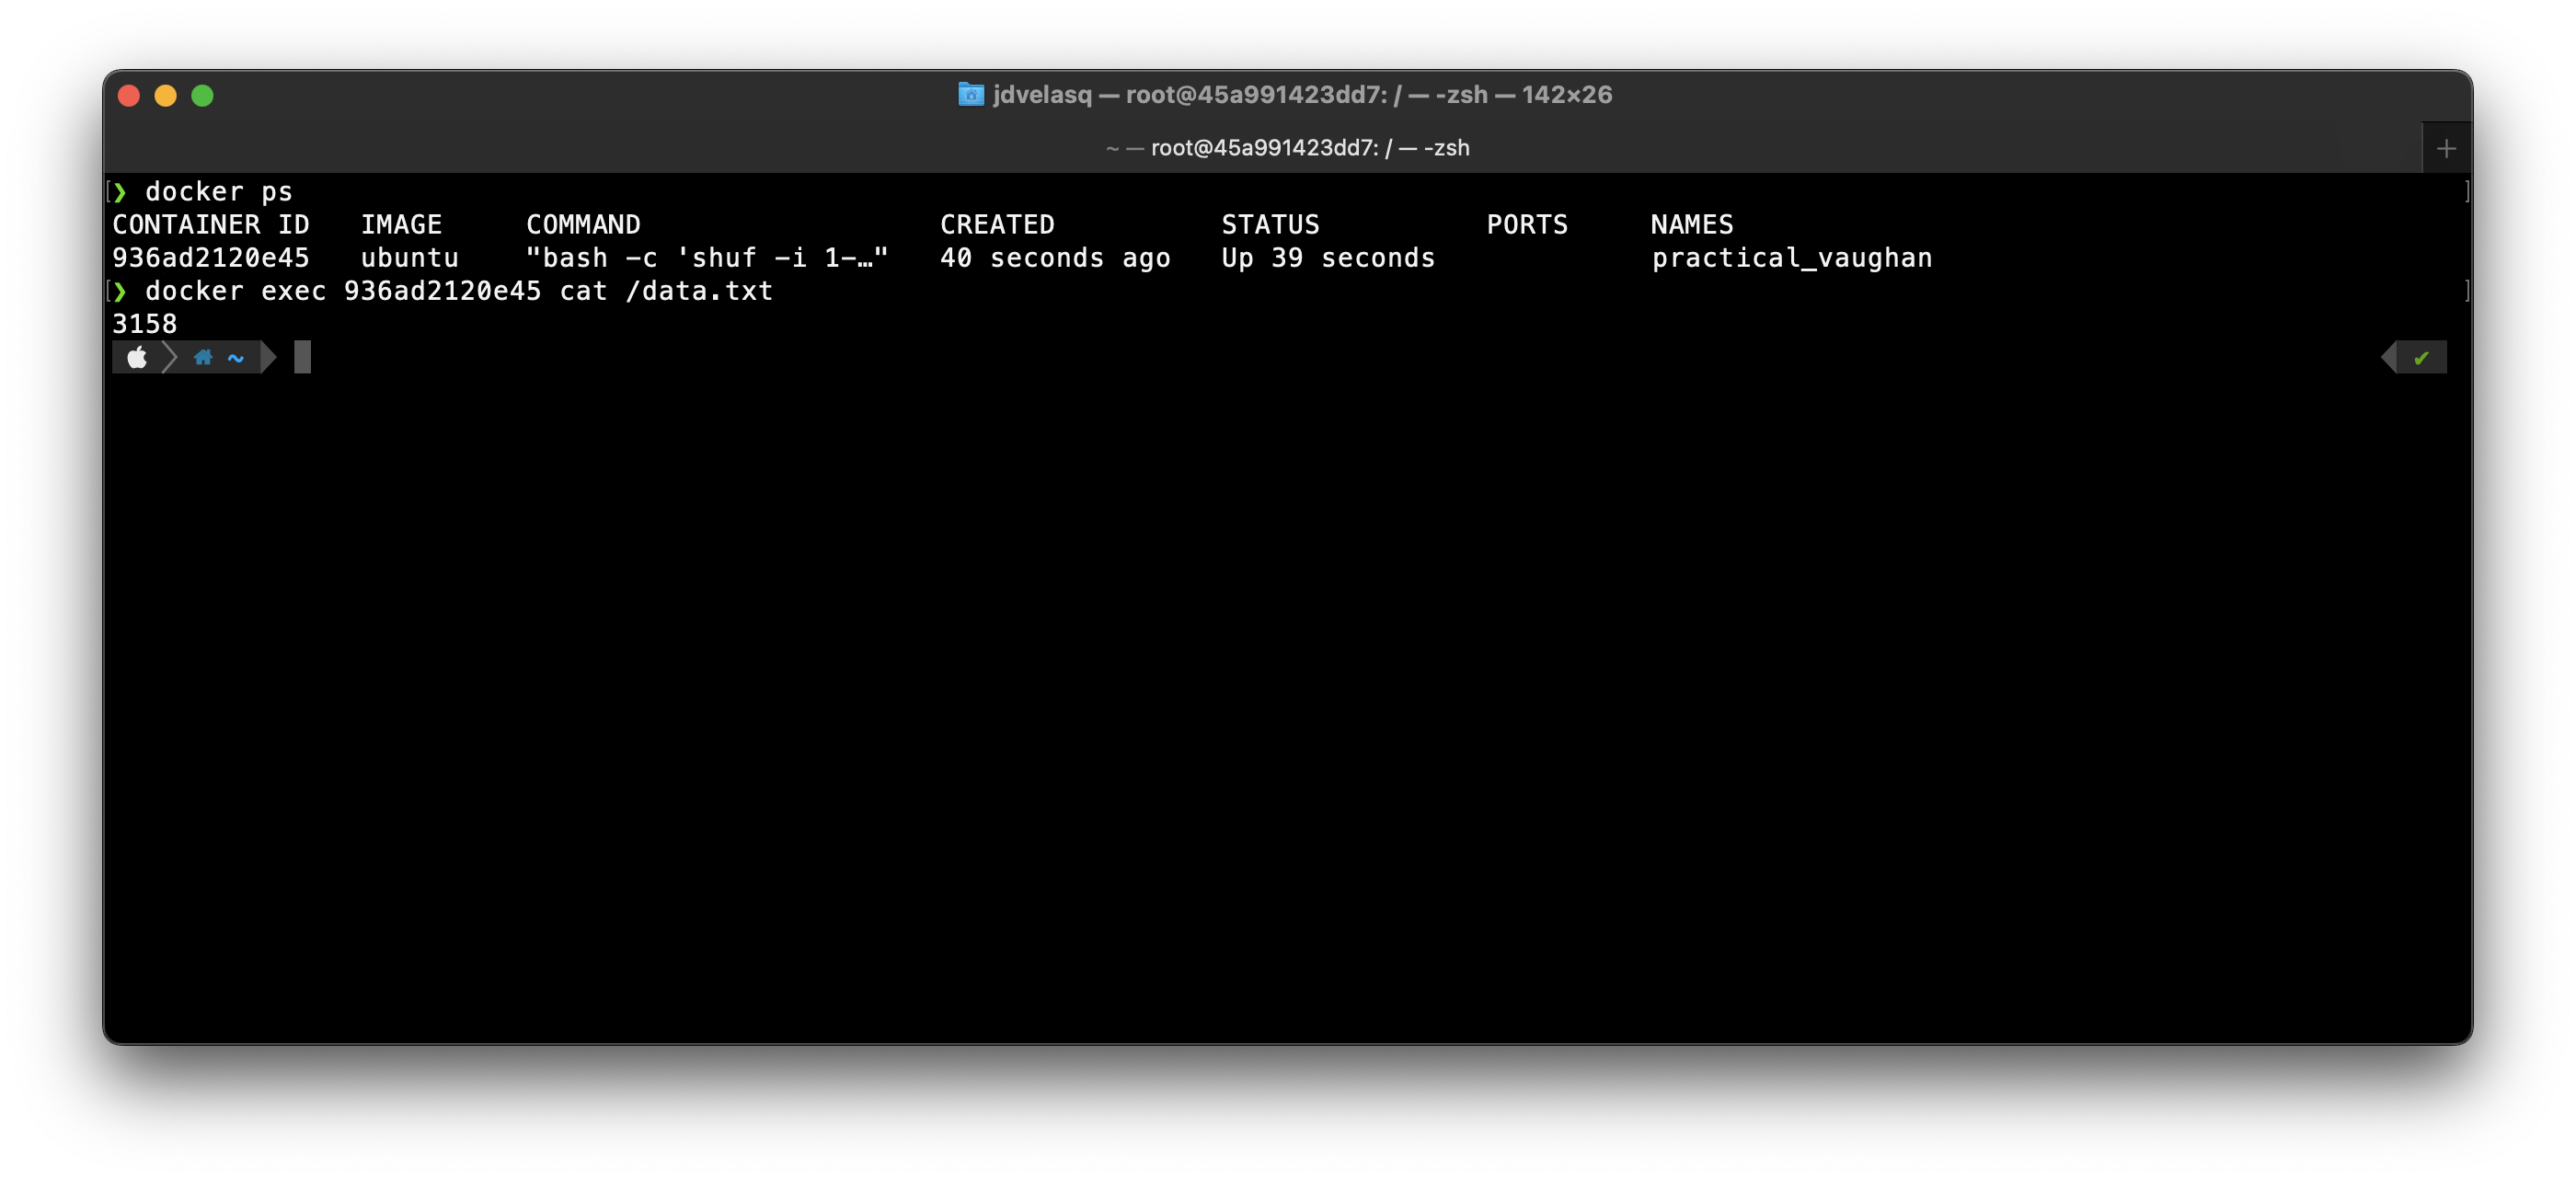 jdvelasq — root@45a991423dd7: / — -zsh — 142×26
~ — root@45a991423dd7: / — -zsh
❯ docker ps
CONTAINER ID   IMAGE     COMMAND                  CREATED          STATUS          PORTS     NAMES
936ad2120e45   ubuntu    "bash -c 'shuf -i 1-…"   40 seconds ago   Up 39 seconds             practical_vaughan
❯ docker exec 936ad2120e45 cat /data.txt
3158
~